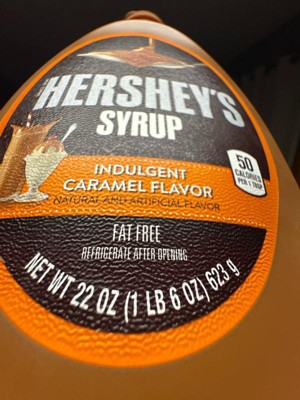 HERSHEY'S
SYRUP
INDULGENT
CARAMEL FLAVOR
NATURAL AND ARTIFICIAL FLAVOR
50
CALORIES
PER 1 TBSP
FAT FREE
REFRIGERATE AFTER OPENING
NET WT 22 OZ (1 LB 6 OZ) 623 g